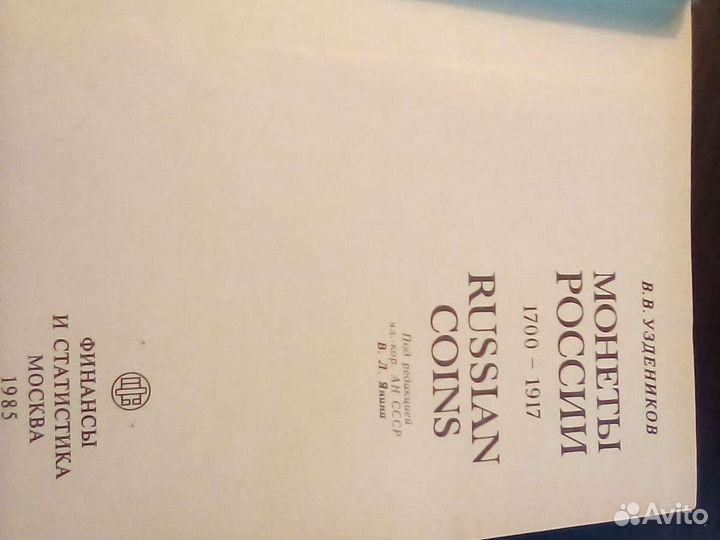 В. В. УЗДЕНИКОВ
МОНЕТЫ
РОССИИ
1700 – 1917
RUSSIAN
COINS
Под редакцией
чл.-кор. АН СССР
В. Л. Янина
ФИНАНСЫ
И СТАТИСТИКА
МОСКВА
1985
Avito